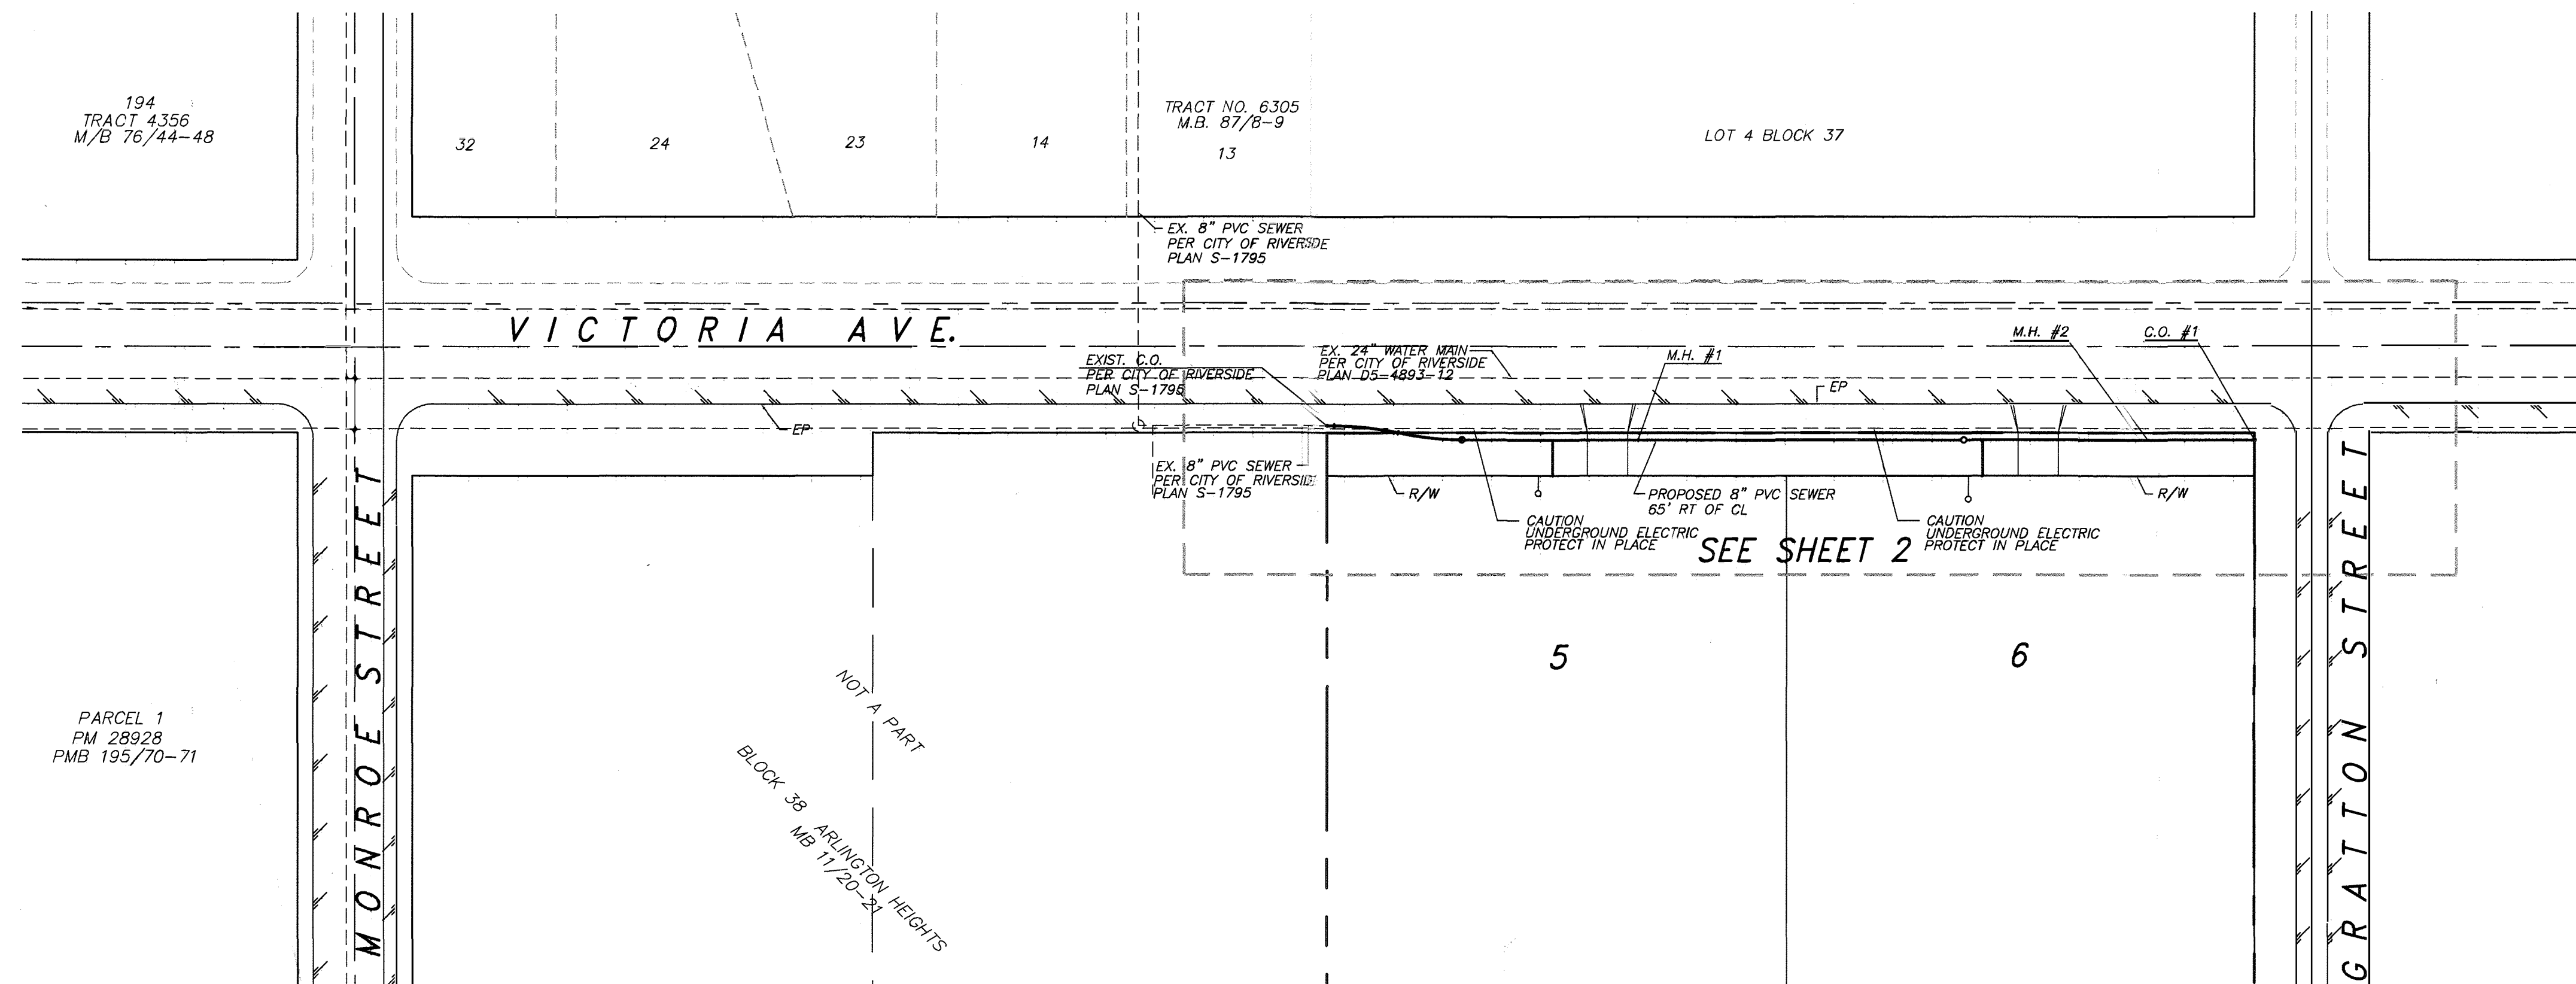 194
TRACT 4356
M/B 76/44-48
32
24
23
14
TRACT NO. 6305
M.B. 87/8-9
13
LOT 4 BLOCK 37
EX. 8" PVC SEWER
PER CITY OF RIVERSIDE
PLAN S-1795
VICTORIA AVE.
EXIST. C.O.
PER CITY OF RIVERSIDE
PLAN S-1795
EX. 24" WATER MAIN
PER CITY OF RIVERSIDE
PLAN D5-4893-12
M.H. #1
EP
M.H. #2
C.O. #1
EP
EX. 8" PVC SEWER
PER CITY OF RIVERSIDE
PLAN S-1795
R/W
PROPOSED 8" PVC SEWER
65' RT OF CL
R/W
CAUTION
UNDERGROUND ELECTRIC
PROTECT IN PLACE
SEE SHEET 2
CAUTION
UNDERGROUND ELECTRIC
PROTECT IN PLACE
MONROE STREET
5
6
GRATTON STREET
PARCEL 1
PM 28928
PMB 195/70-71
NOT A PART
BLOCK 38 ARLINGTON HEIGHTS
MB 11/20-21